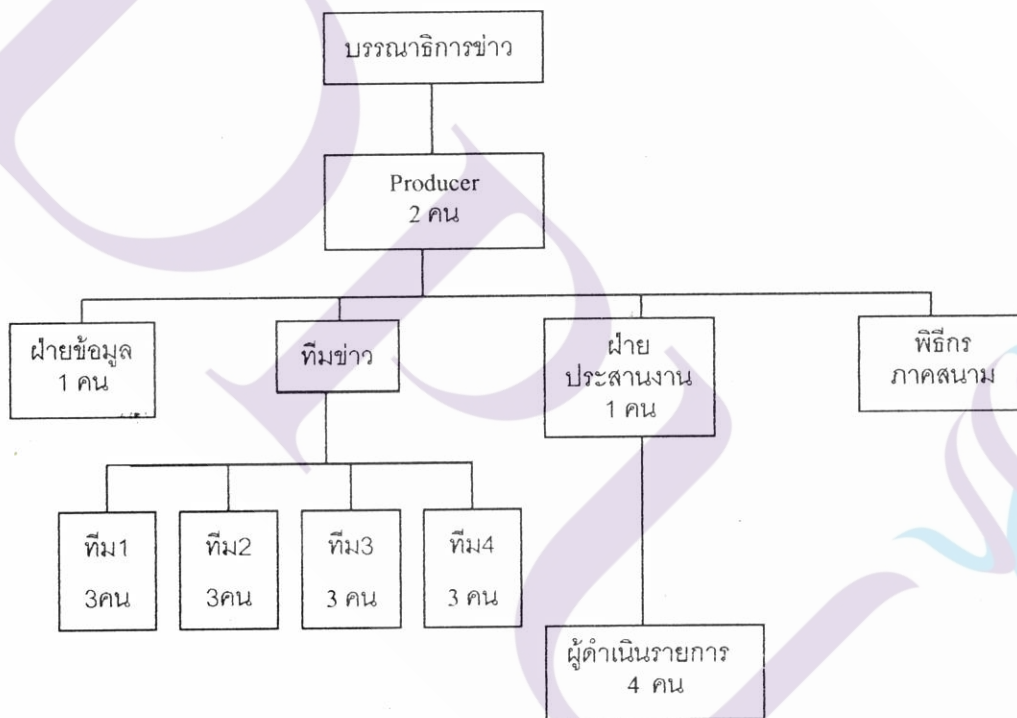 บรรณาธิการข่าว
Producer
2 คน
ฝ่ายข้อมูล
1 คน
ทีมข่าว
ฝ่าย
ประสานงาน
1 คน
พิธีกร
ภาคสนาม
ทีม1
3คน
ทีม2
3คน
ทีม3
3 คน
ทีม4
3 คน
ผู้ดำเนินรายการ
4 คน